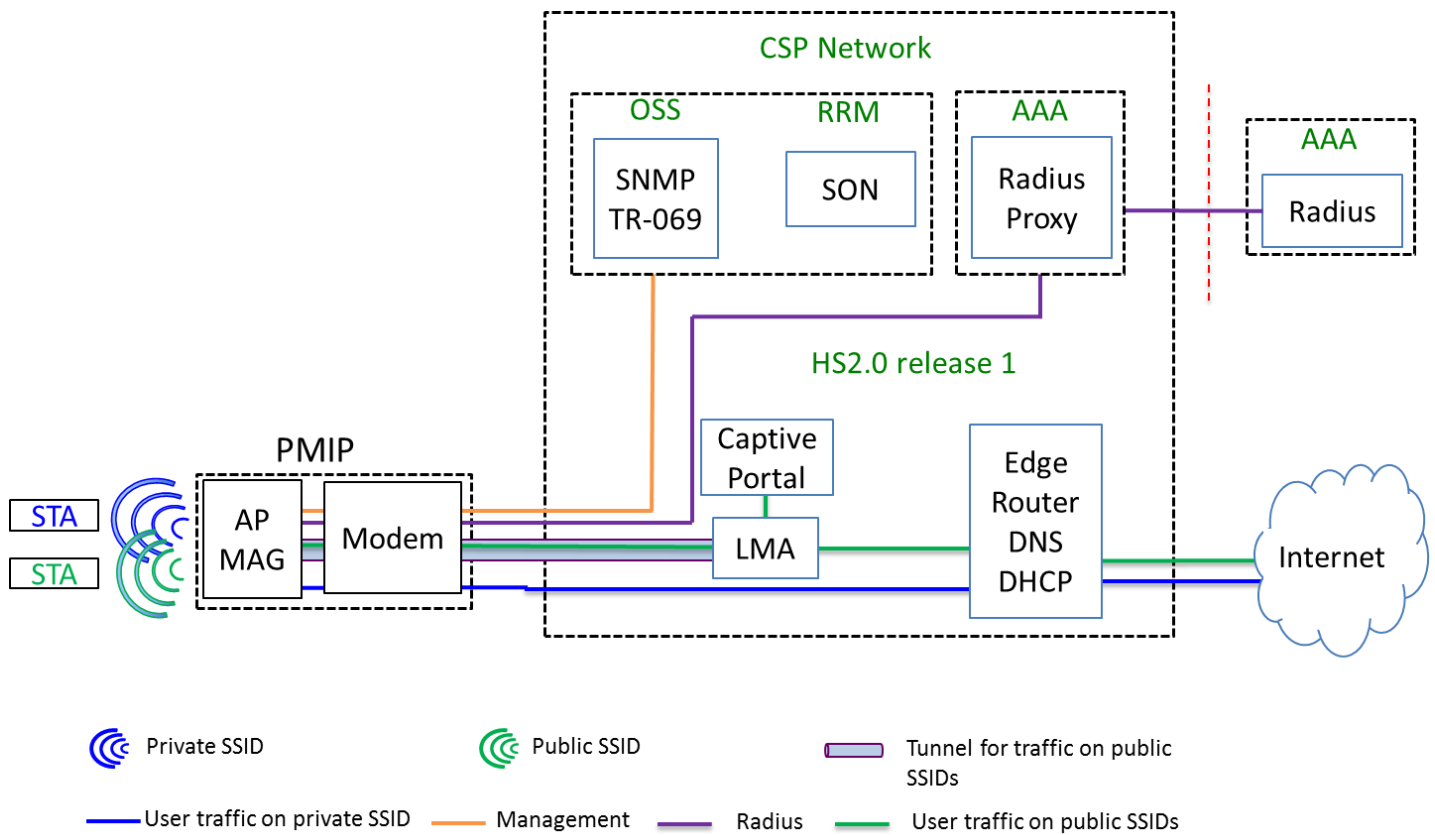 CSP Network
OSS
RRM
AAA
SNMP
TR-069
SON
Radius
Proxy
AAA
Radius
HS2.0 release 1
PMIP
Captive
Portal
Edge
Router
DNS
DHCP
STA
STA
AP
MAG
Modem
LMA
Internet
Private SSID
Public SSID
Tunnel for traffic on public
SSIDs
User traffic on private SSID
Management
Radius
User traffic on public SSIDs